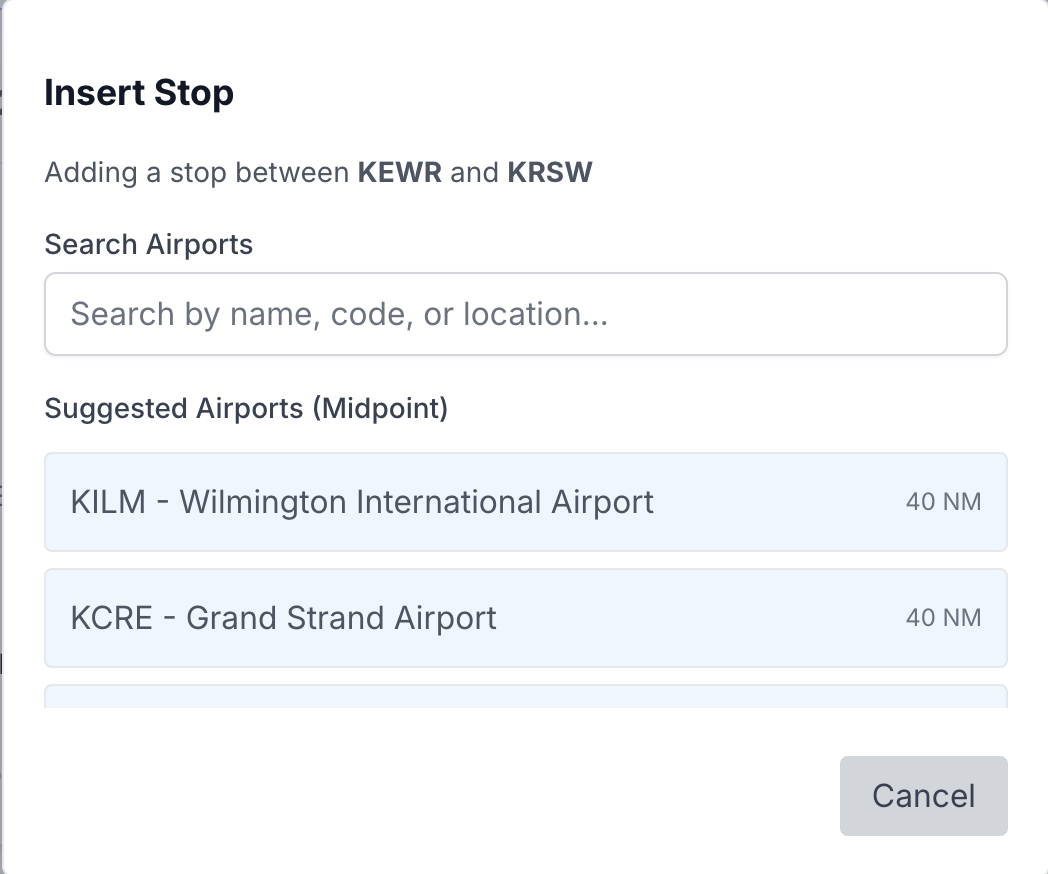 Insert Stop
Adding a stop between KEWR and KRSW
Search Airports
Search by name, code, or location...
Suggested Airports (Midpoint)
KILM - Wilmington International Airport 40 NM
KCRE - Grand Strand Airport 40 NM
Cancel